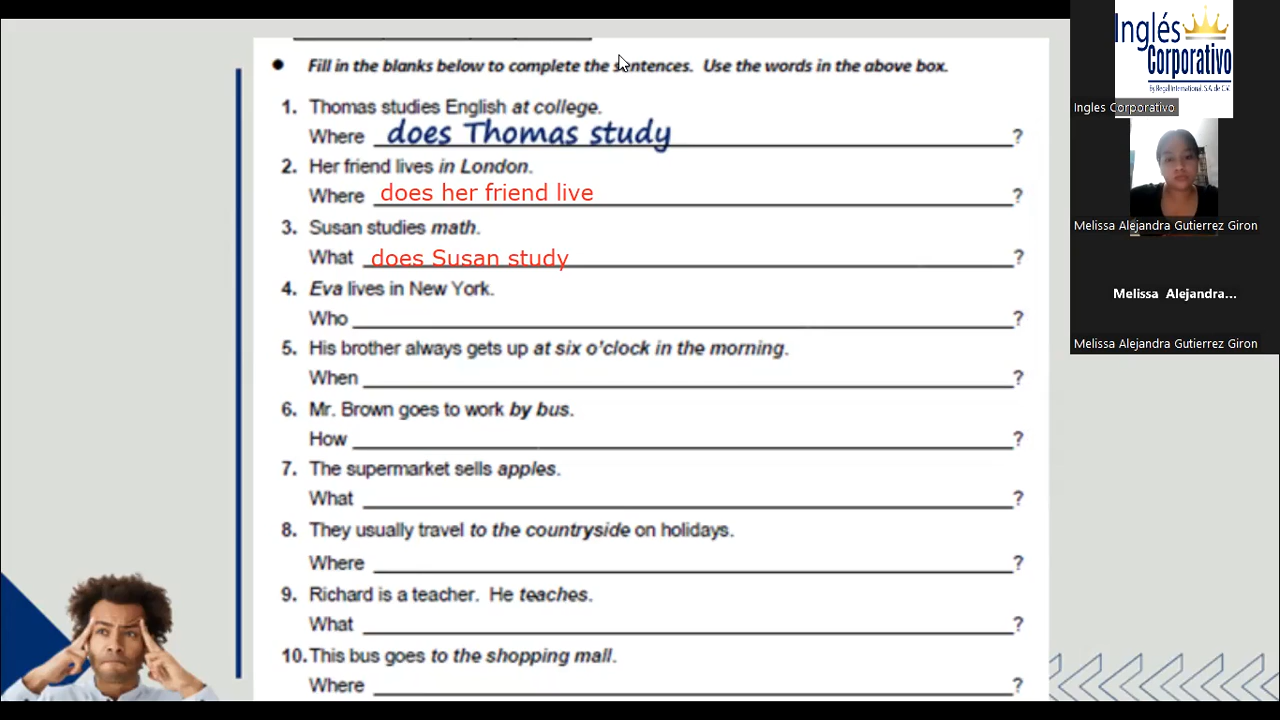 Fill in the blanks below to complete the sentences. Use the words in the above box.
1. Thomas studies English at college.
Where does Thomas study ?
2. Her friend lives in London.
Where does her friend live ?
3. Susan studies math.
What does Susan study ?
4. Eva lives in New York.
Who ?
5. His brother always gets up at six o'clock in the morning.
When ?
6. Mr. Brown goes to work by bus.
How ?
7. The supermarket sells apples.
What ?
8. They usually travel to the countryside on holidays.
Where ?
9. Richard is a teacher. He teaches.
What ?
10. This bus goes to the shopping mall.
Where ?
Inglés
Corporativo
By Regal International, S.A. de C.V.
Ingles Corporativo
Melissa Alejandra Gutierrez Giron
Melissa Alejandra...
Melissa Alejandra Gutierrez Giron